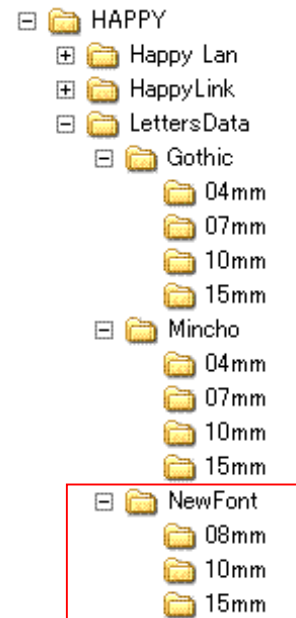 HAPPY
Happy Lan
HappyLink
LettersData
Gothic
04mm
07mm
10mm
15mm
Mincho
04mm
07mm
10mm
15mm
NewFont
08mm
10mm
15mm